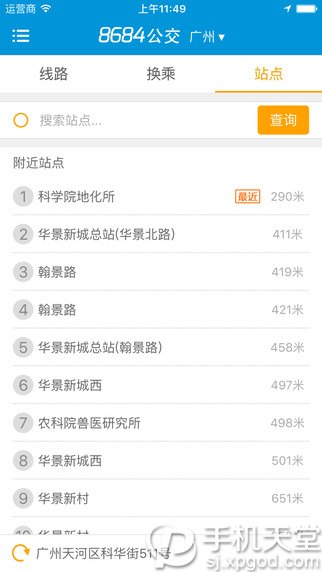 运营商 上午11:49
8684公交 广州▾
线路 换乘 站点
搜索站点... 查询
附近站点
1 科学院地化所 最近 290米
2 华景新城总站(华景北路) 411米
3 翰景路 419米
4 翰景路 421米
5 华景新城总站(翰景路) 458米
6 华景新城西 497米
7 农科院兽医研究所 498米
8 华景新城西 501米
9 华景新村 651米
10 华景新村
广州天河区科华街511号
手机天堂
sj.xpgod.com